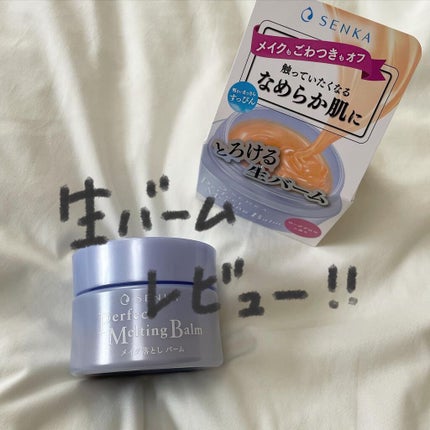 SENKA
メイクもごわつきもオフ
触っていたくなる
なめらか肌に
すっぴん
とろける
生バーム
生バーム
レビュー!!
SENKA
Perfect
Melting Balm
メイク落とし バーム